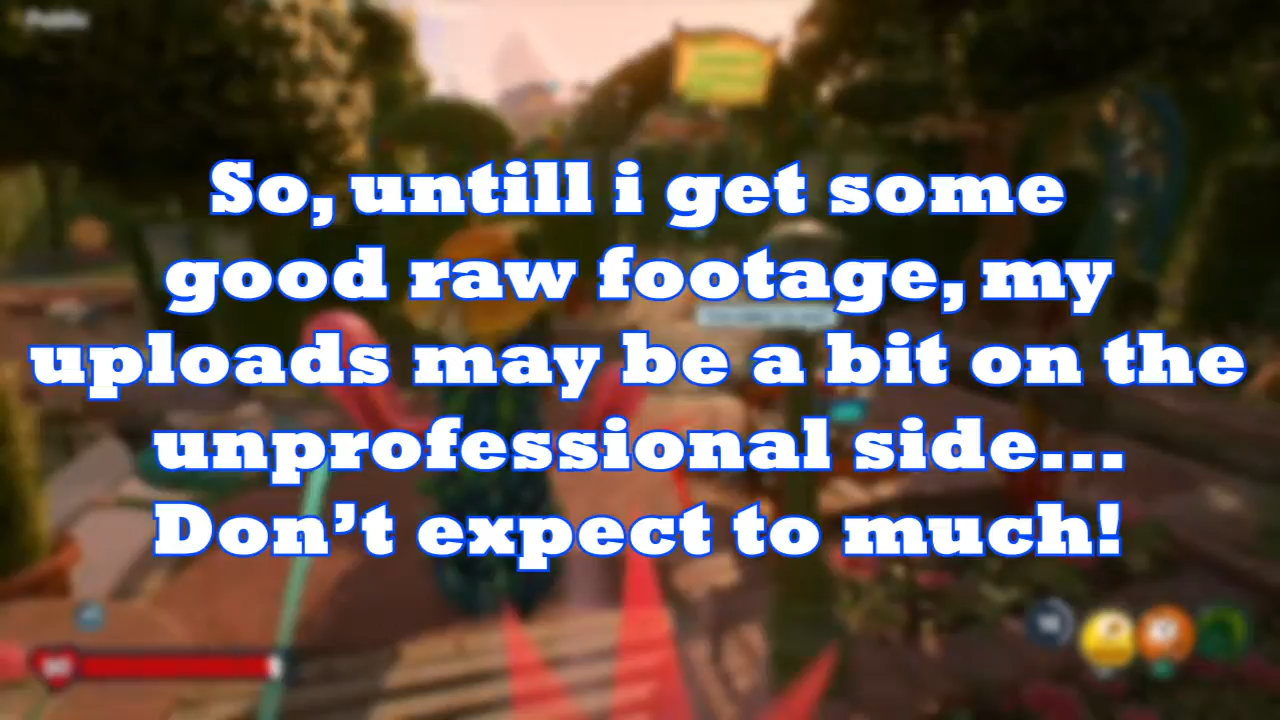 So, untill i get some
good raw footage, my
uploads may be a bit on the
unprofessional side...
Don't expect to much!